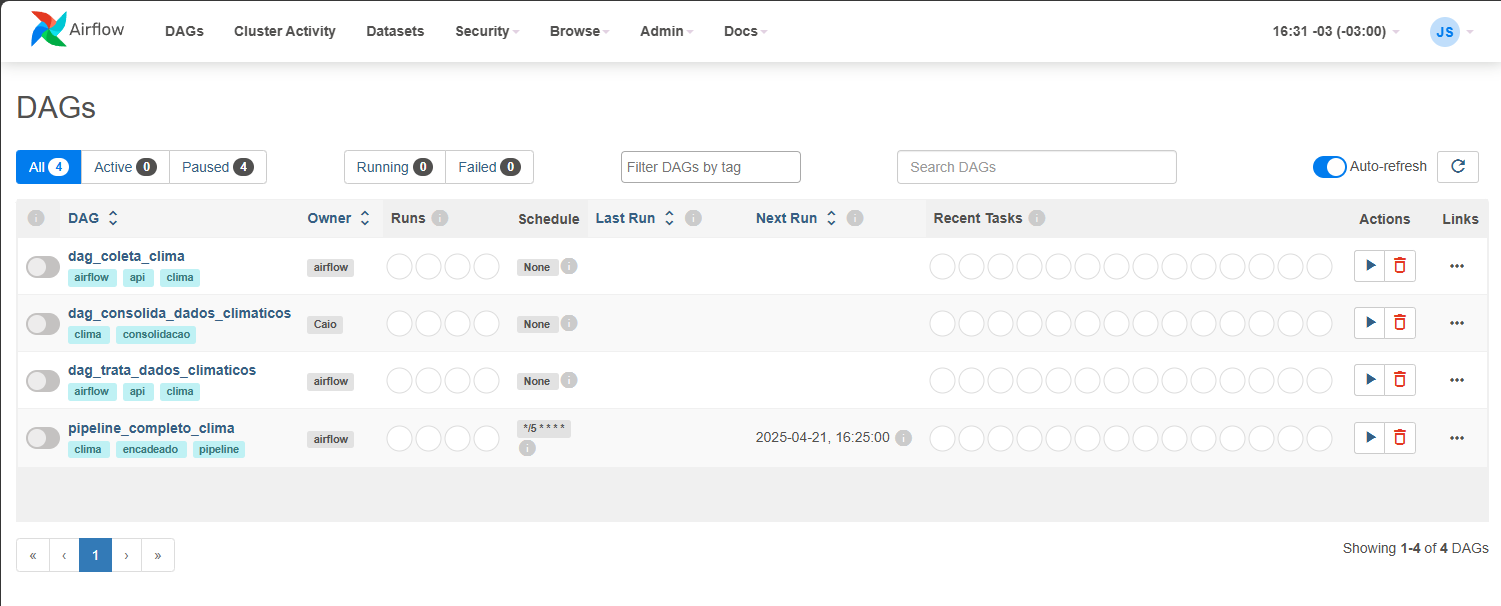 Airflow DAGs Cluster Activity Datasets Security Browse Admin Docs 16:31 -03 (-03:00) JS
DAGs
All 4 Active 0 Paused 4 Running 0 Failed 0 Filter DAGs by tag Search DAGs Auto-refresh
i DAG Owner Runs i Schedule Last Run i Next Run i Recent Tasks i Actions Links
dag_coleta_clima
airflow api clima airflow None i
dag_consolida_dados_climaticos
clima consolidacao Caio None i
dag_trata_dados_climaticos
airflow api clima airflow None i
pipeline_completo_clima */5 * * * *
clima encadeado pipeline airflow i 2025-04-21, 16:25:00 i
« ‹ 1 › »
Showing 1-4 of 4 DAGs